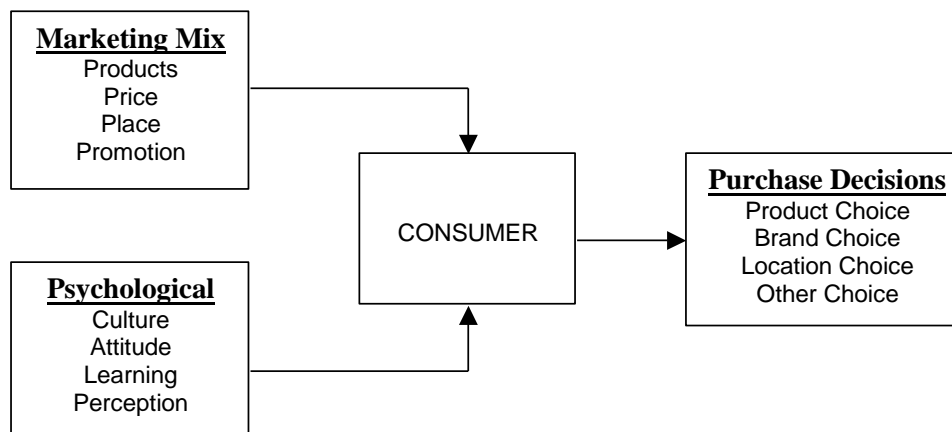 Marketing Mix
Products
Price
Place
Promotion
CONSUMER
Purchase Decisions
Product Choice
Brand Choice
Location Choice
Other Choice
Psychological
Culture
Attitude
Learning
Perception